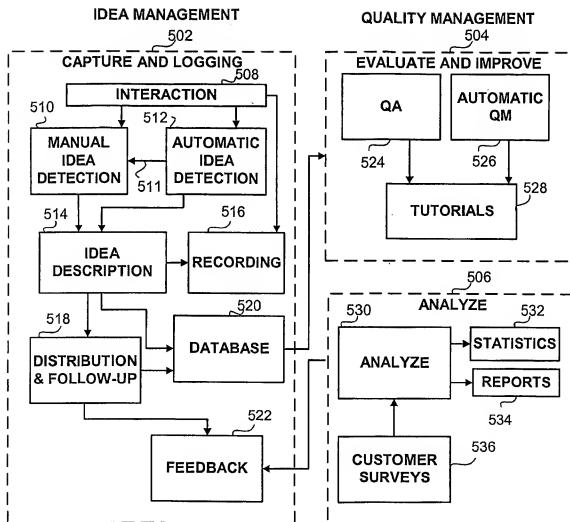 IDEA MANAGEMENT
502
CAPTURE AND LOGGING
508
INTERACTION
510
512
MANUAL
IDEA
DETECTION
AUTOMATIC
IDEA
DETECTION
511
514
516
IDEA
DESCRIPTION
RECORDING
518
520
DISTRIBUTION
& FOLLOW-UP
DATABASE
522
FEEDBACK
QUALITY MANAGEMENT
504
EVALUATE AND IMPROVE
QA
AUTOMATIC
QM
524
526
528
TUTORIALS
506
ANALYZE
530
532
ANALYZE
STATISTICS
REPORTS
534
CUSTOMER
SURVEYS
536